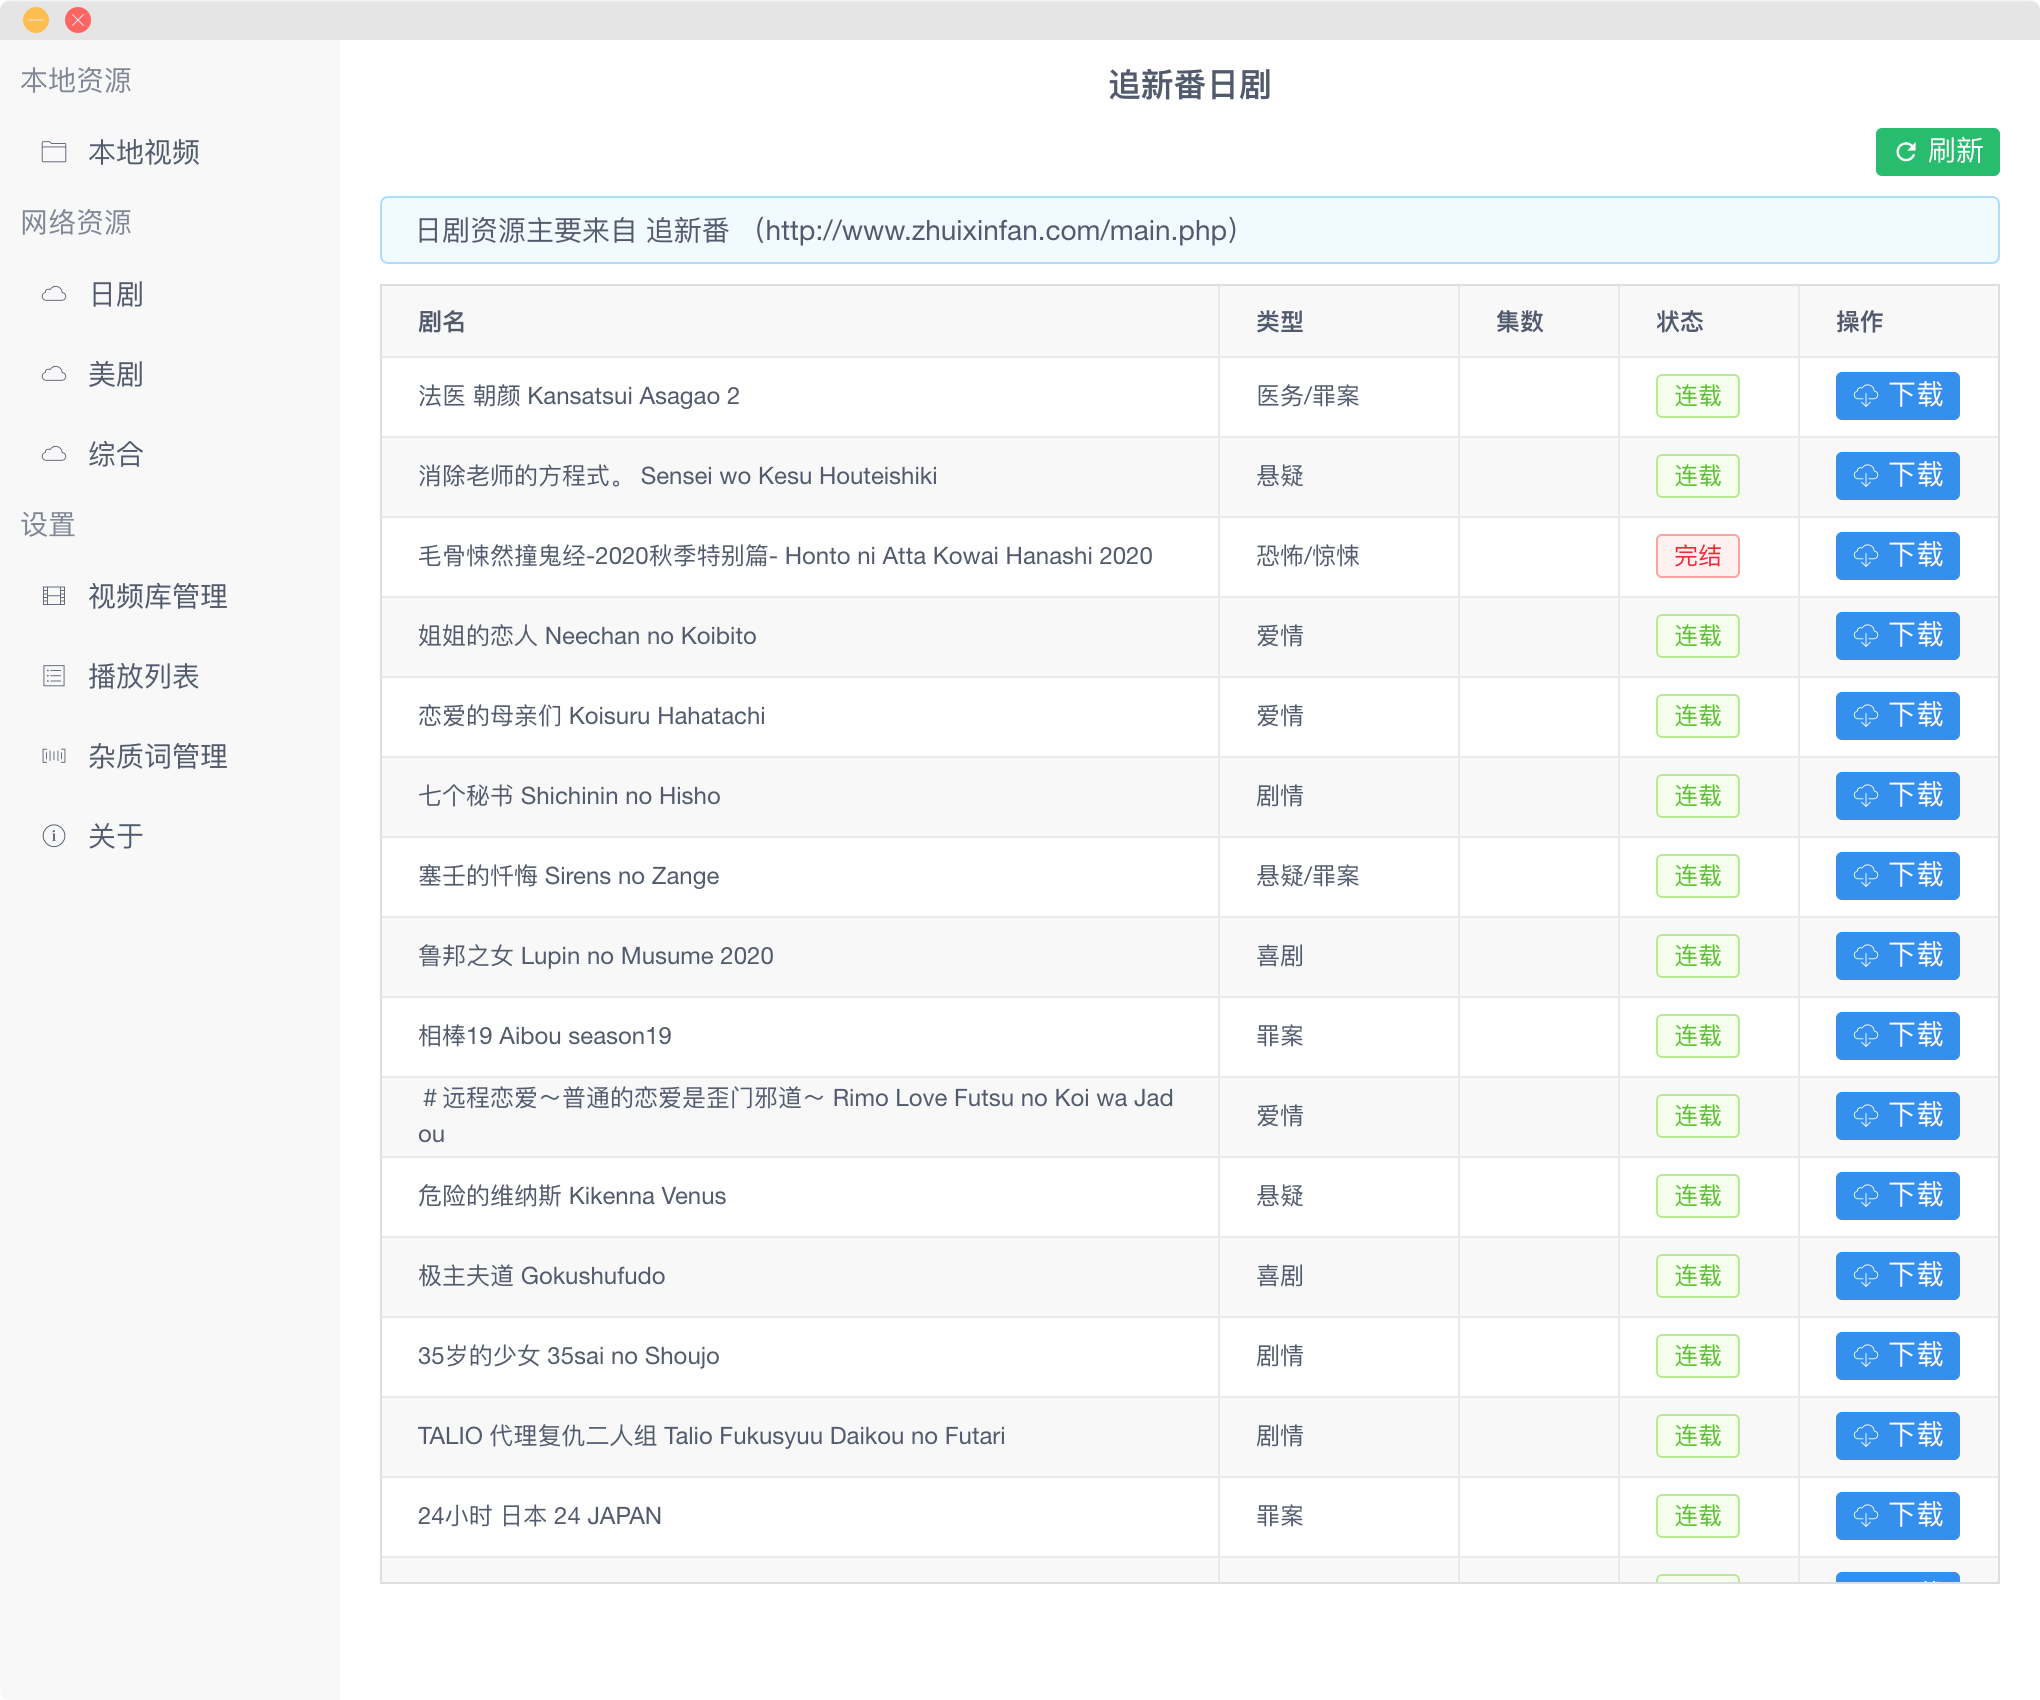 本地资源
本地视频
网络资源
日剧
美剧
综合
设置
视频库管理
播放列表
杂质词管理
关于
追新番日剧
刷新
日剧资源主要来自 追新番 （http://www.zhuixinfan.com/main.php）
剧名 类型 集数 状态 操作
法医 朝颜 Kansatsui Asagao 2 医务/罪案 连载 下载
消除老师的方程式。 Sensei wo Kesu Houteishiki 悬疑 连载 下载
毛骨悚然撞鬼经-2020秋季特别篇- Honto ni Atta Kowai Hanashi 2020 恐怖/惊悚 完结 下载
姐姐的恋人 Neechan no Koibito 爱情 连载 下载
恋爱的母亲们 Koisuru Hahatachi 爱情 连载 下载
七个秘书 Shichinin no Hisho 剧情 连载 下载
塞壬的忏悔 Sirens no Zange 悬疑/罪案 连载 下载
鲁邦之女 Lupin no Musume 2020 喜剧 连载 下载
相棒19 Aibou season19 罪案 连载 下载
＃远程恋爱～普通的恋爱是歪门邪道～ Rimo Love Futsu no Koi wa Jad
ou 爱情 连载 下载
危险的维纳斯 Kikenna Venus 悬疑 连载 下载
极主夫道 Gokushufudo 喜剧 连载 下载
35岁的少女 35sai no Shoujo 剧情 连载 下载
TALIO 代理复仇二人组 Talio Fukusyuu Daikou no Futari 剧情 连载 下载
24小时 日本 24 JAPAN 罪案 连载 下载